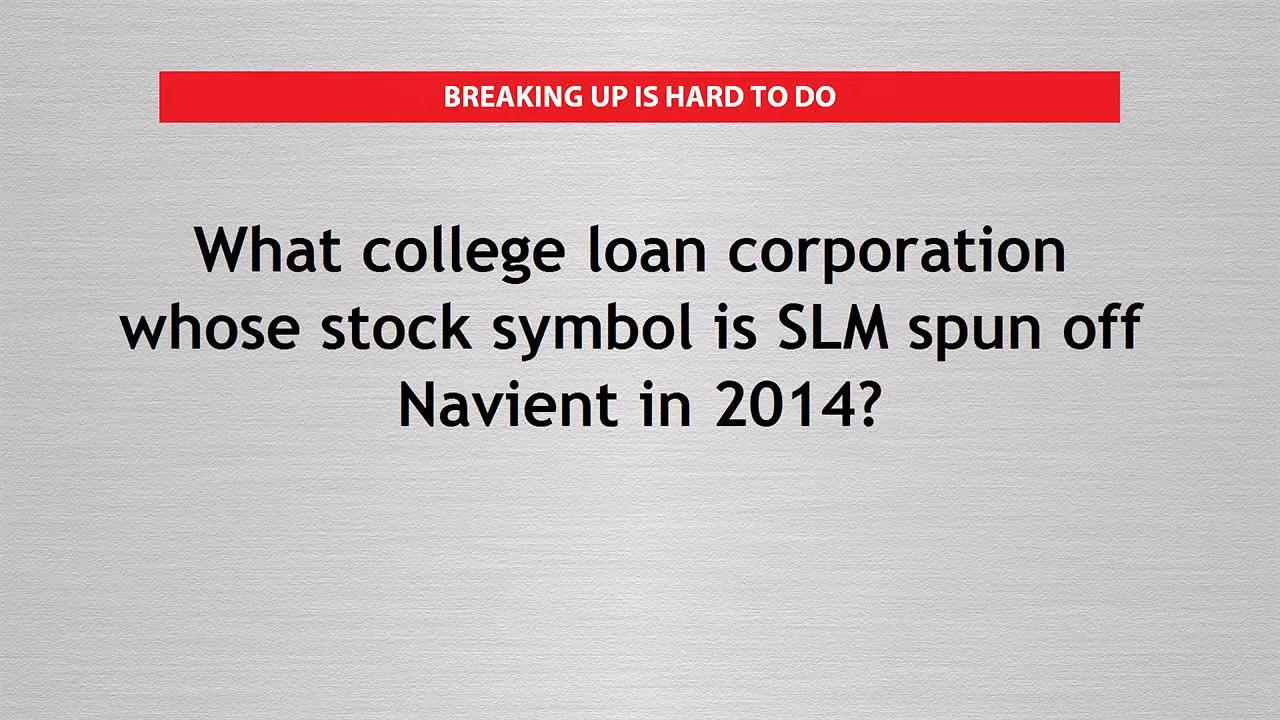 BREAKING UP IS HARD TO DO
What college loan corporation
whose stock symbol is SLM spun off
Navient in 2014?